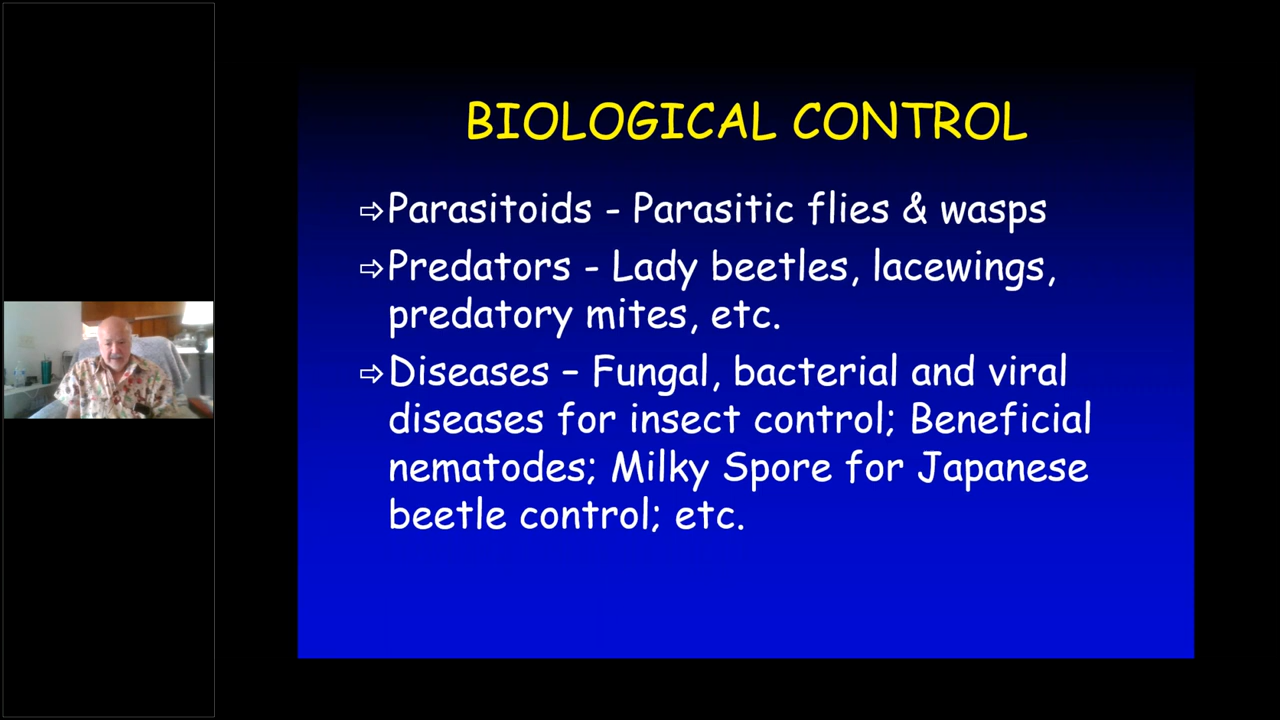 BIOLOGICAL CONTROL
⇨Parasitoids - Parasitic flies & wasps
⇨Predators - Lady beetles, lacewings,
predatory mites, etc.
⇨Diseases – Fungal, bacterial and viral
diseases for insect control; Beneficial
nematodes; Milky Spore for Japanese
beetle control; etc.